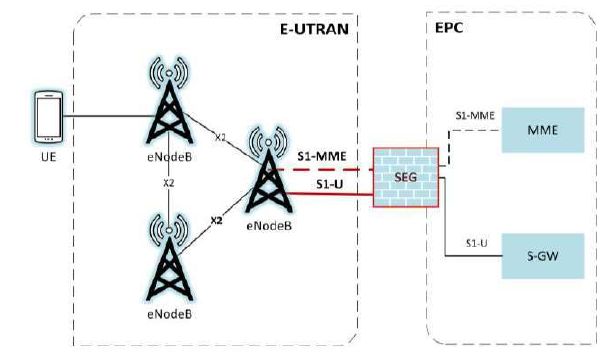 E-UTRAN
EPC
UE
eNodeB
X2
X2
X2
eNodeB
eNodeB
S1-MME
S1-U
SEG
S1-MME
MME
S1-U
S-GW